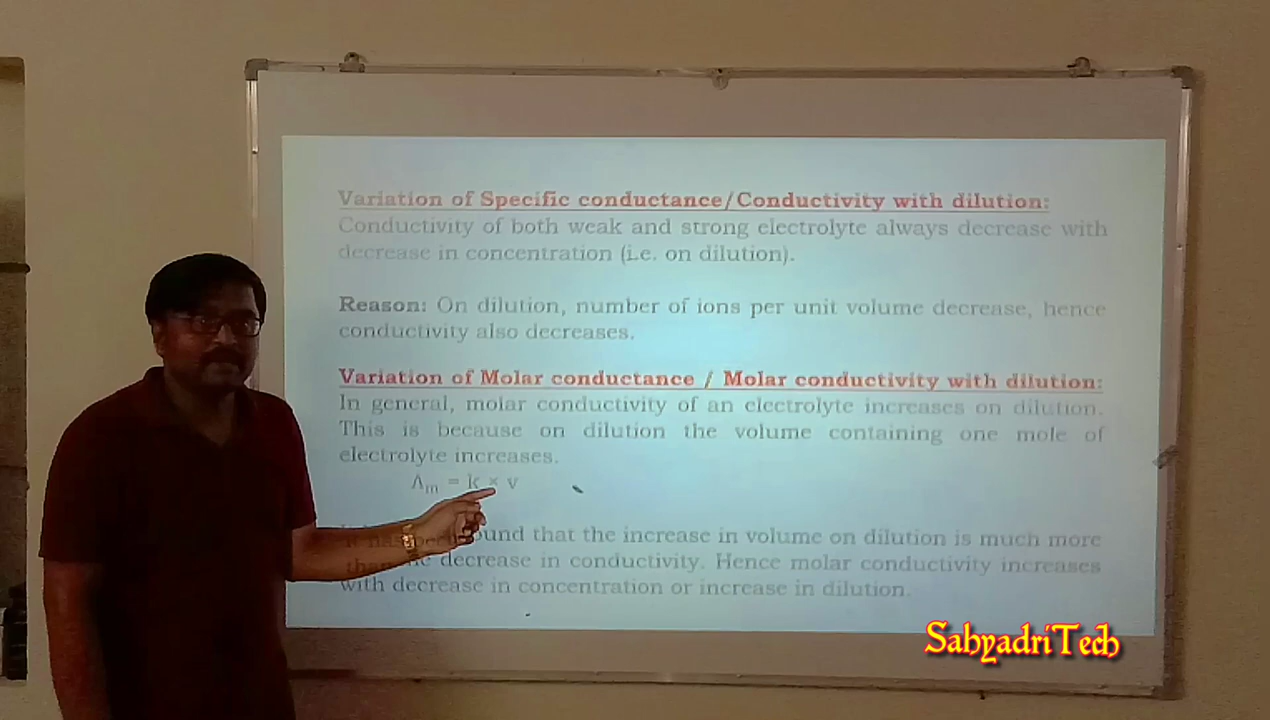 Variation of Specific conductance/Conductivity with dilution:
Conductivity of both weak and strong electrolyte always decrease with
decrease in concentration (i.e. on dilution).
Reason: On dilution, number of ions per unit volume decrease, hence
conductivity also decreases.
Variation of Molar conductance / Molar conductivity with dilution:
In general, molar conductivity of an electrolyte increases on dilution.
This is because on dilution the volume containing one mole of
electrolyte increases.
Λm = k × v
It has been found that the increase in volume on dilution is much more
than the decrease in conductivity. Hence molar conductivity increases
with decrease in concentration or increase in dilution.
SahyadriTech